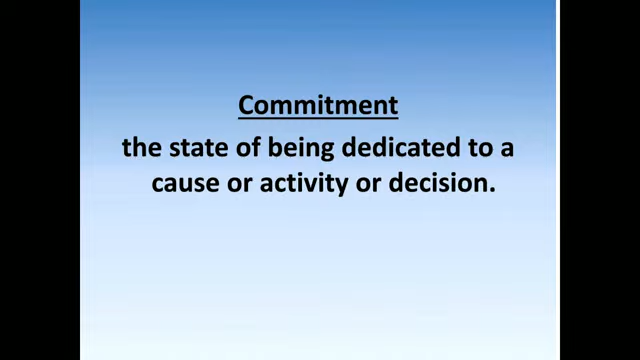 Commitment
the state of being dedicated to a
cause or activity or decision.